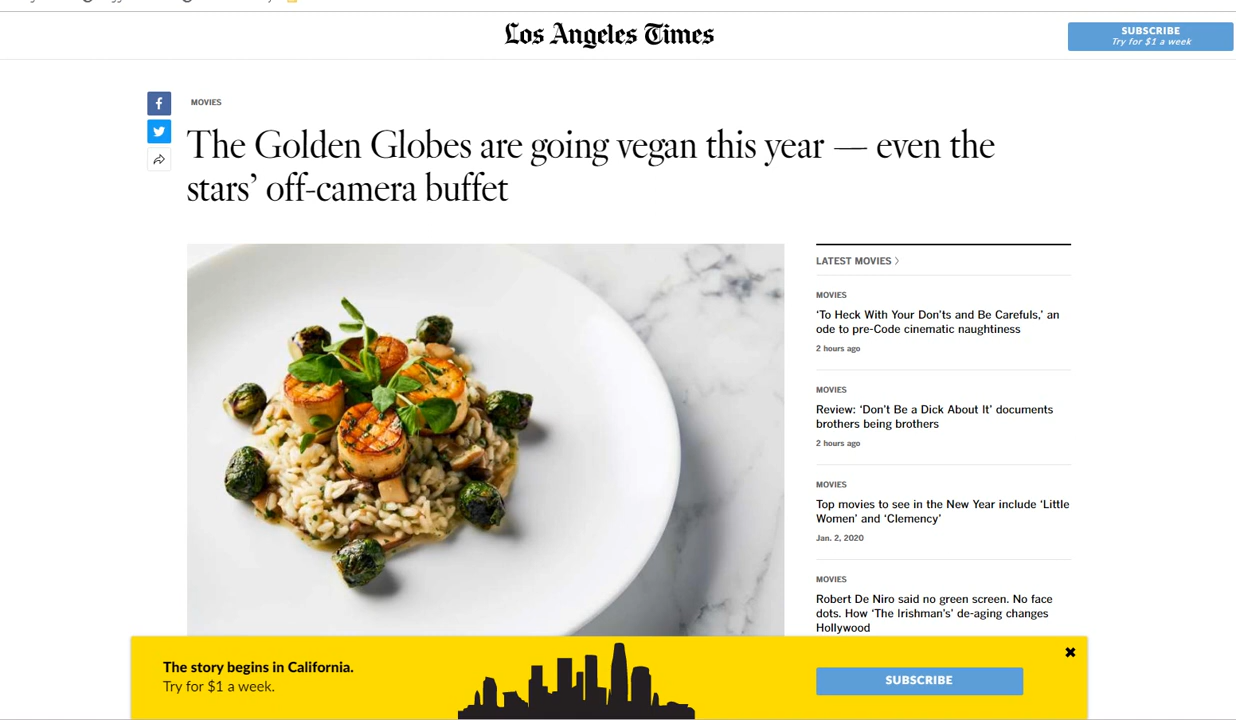 Los Angeles Times
SUBSCRIBE
Try for $1 a week
MOVIES
The Golden Globes are going vegan this year — even the
stars’ off-camera buffet
LATEST MOVIES
MOVIES
‘To Heck With Your Don’ts and Be Carefuls,’ an
ode to pre-Code cinematic naughtiness
2 hours ago
MOVIES
Review: ‘Don’t Be a Dick About It’ documents
brothers being brothers
2 hours ago
MOVIES
Top movies to see in the New Year include ‘Little
Women’ and ‘Clemency’
Jan. 2, 2020
MOVIES
Robert De Niro said no green screen. No face
dots. How ‘The Irishman’s’ de-aging changes
Hollywood
The story begins in California.
Try for $1 a week.
SUBSCRIBE